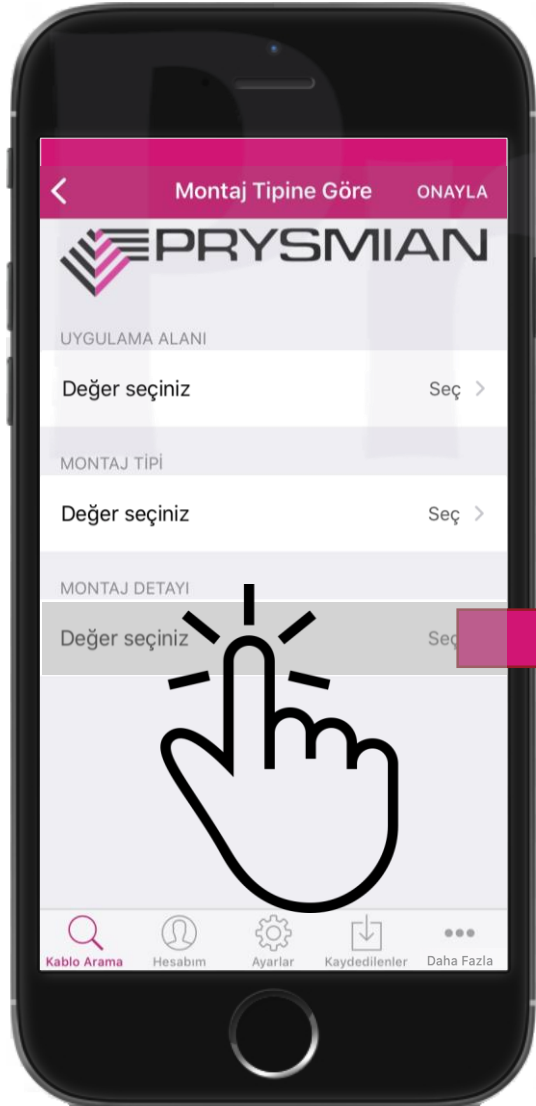 Montaj Tipine Göre ONAYLA
PRYSMIAN
UYGULAMA ALANI
Değer seçiniz Seç
MONTAJ TİPİ
Değer seçiniz Seç
MONTAJ DETAYI
Değer seçiniz Seç
Kablo Arama Hesabım Ayarlar Kaydedilenler Daha Fazla